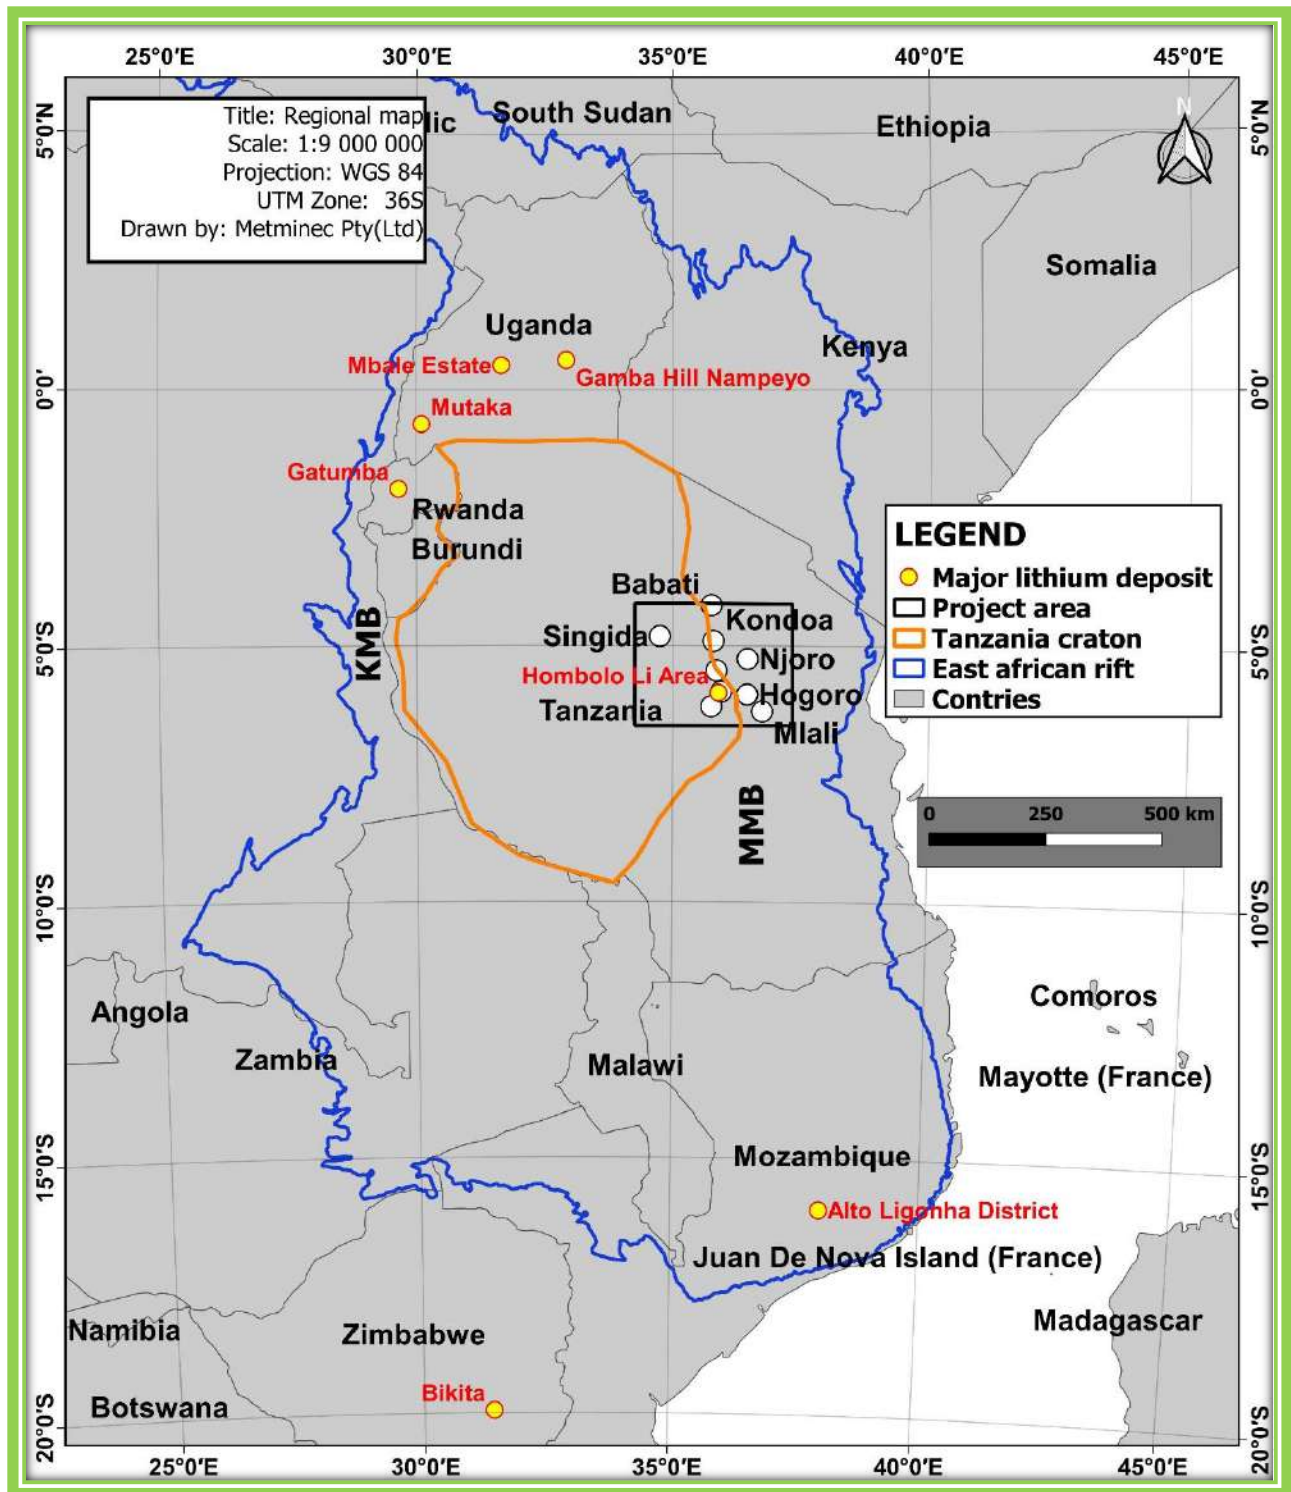 25°0'E 30°0'E 35°0'E 40°0'E 45°0'E
Title: Regional map
Scale: 1:9 000 000
Projection: WGS 84
UTM Zone: 36S
Drawn by: Metminec Pty(Ltd)
lic
South Sudan
Ethiopia
N
5°0'N
5°0'N
Somalia
Uganda
Kenya
Mbale Estate
Gamba Hill Nampeyo
0°0'
0°0'
Mutaka
Gatumba
Rwanda
Burundi
LEGEND
Major lithium deposit
Project area
Tanzania craton
East african rift
Contries
Babati
Kondoa
Singida
Njoro
Hombolo Li Area
Hogoro
Tanzania
Mlali
KMB
5°0'S
5°0'S
MMB
0 250 500 km
10°0'S
10°0'S
Angola
Zambia
Malawi
Comoros
Mayotte (France)
Mozambique
15°0'S
15°0'S
Alto Ligonha District
Juan De Nova Island (France)
Madagascar
Namibia
Zimbabwe
Bikita
Botswana
20°0'S
20°0'S
25°0'E 30°0'E 35°0'E 40°0'E 45°0'E